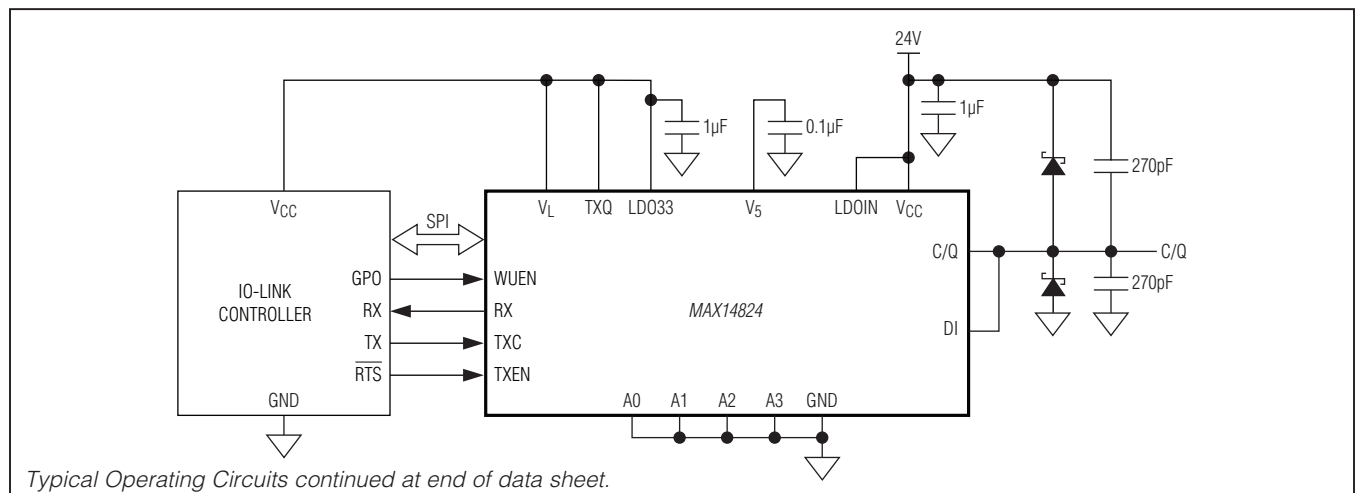 24V
1µF
0.1µF
1µF
270pF
VCC
VL
TXQ
LDO33
V5
LDOIN
VCC
SPI
C/Q
C/Q
GPO
WUEN
270pF
IO-LINK
CONTROLLER
RX
RX
MAX14824
TX
TXC
DI
RTS
TXEN
GND
A0
A1
A2
A3
GND
Typical Operating Circuits continued at end of data sheet.